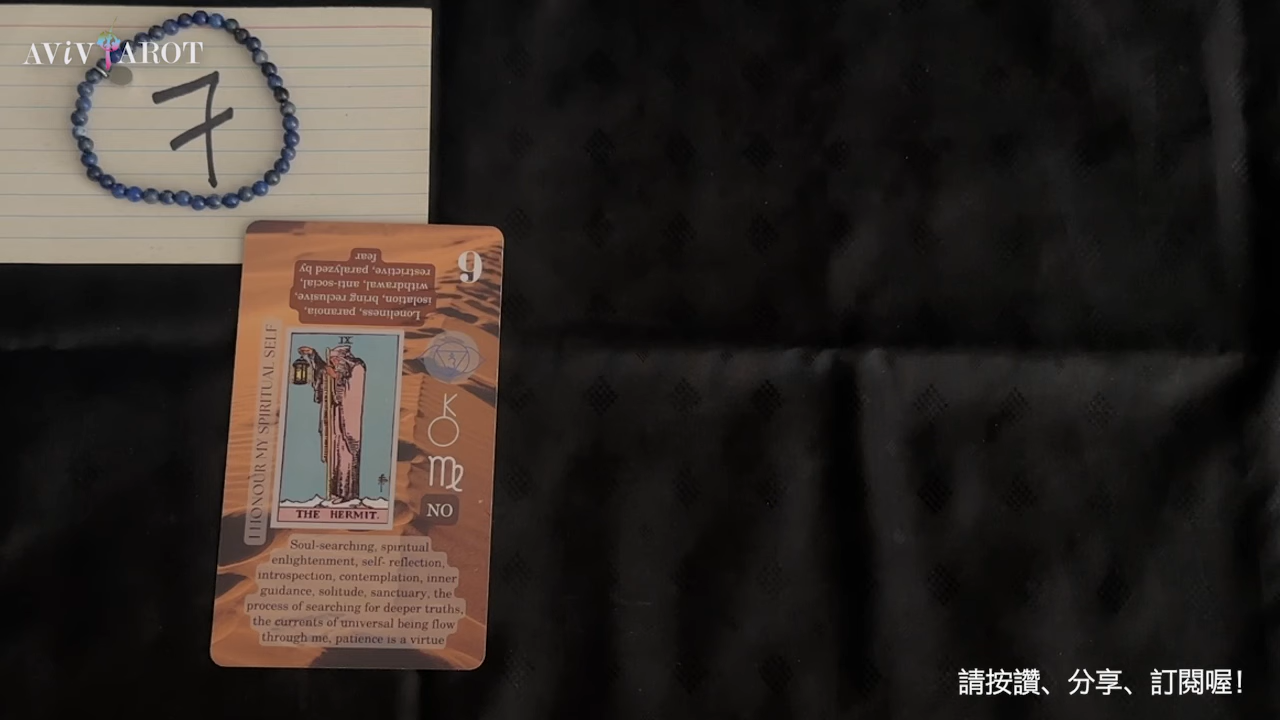 AViV TAROT
7
9
Loneliness, paranoia,
isolation, bring reclusive,
withdrawal, anti-social,
restrictive, paralyzed by
fear
I HONOUR MY SPIRITUAL SELF
IX
THE HERMIT.
NO
Soul-searching, spiritual
enlightenment, self- reflection,
introspection, contemplation, inner
guidance, solitude, sanctuary, the
process of searching for deeper truths,
the currents of universal being flow
through me, patience is a virtue
請按讚、分享、訂閱喔!